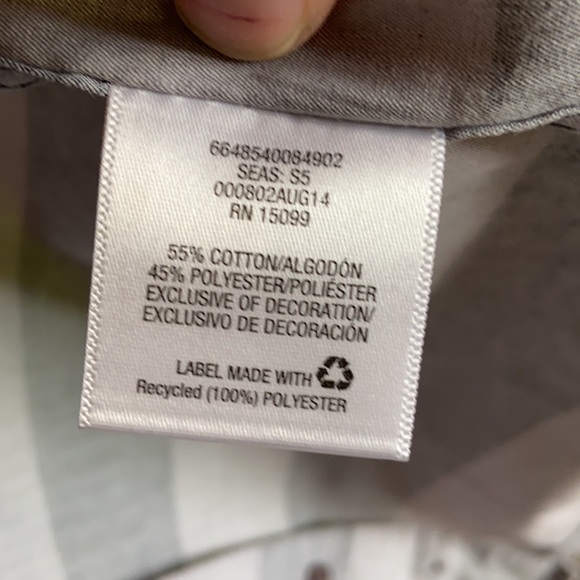 6648540084902
SEAS: S5
000802AUG14
RN 15099
55% COTTON/ALGODÓN
45% POLYESTER/POLIÉSTER
EXCLUSIVE OF DECORATION/
EXCLUSIVO DE DECORACIÓN
LABEL MADE WITH
Recycled (100%) POLYESTER